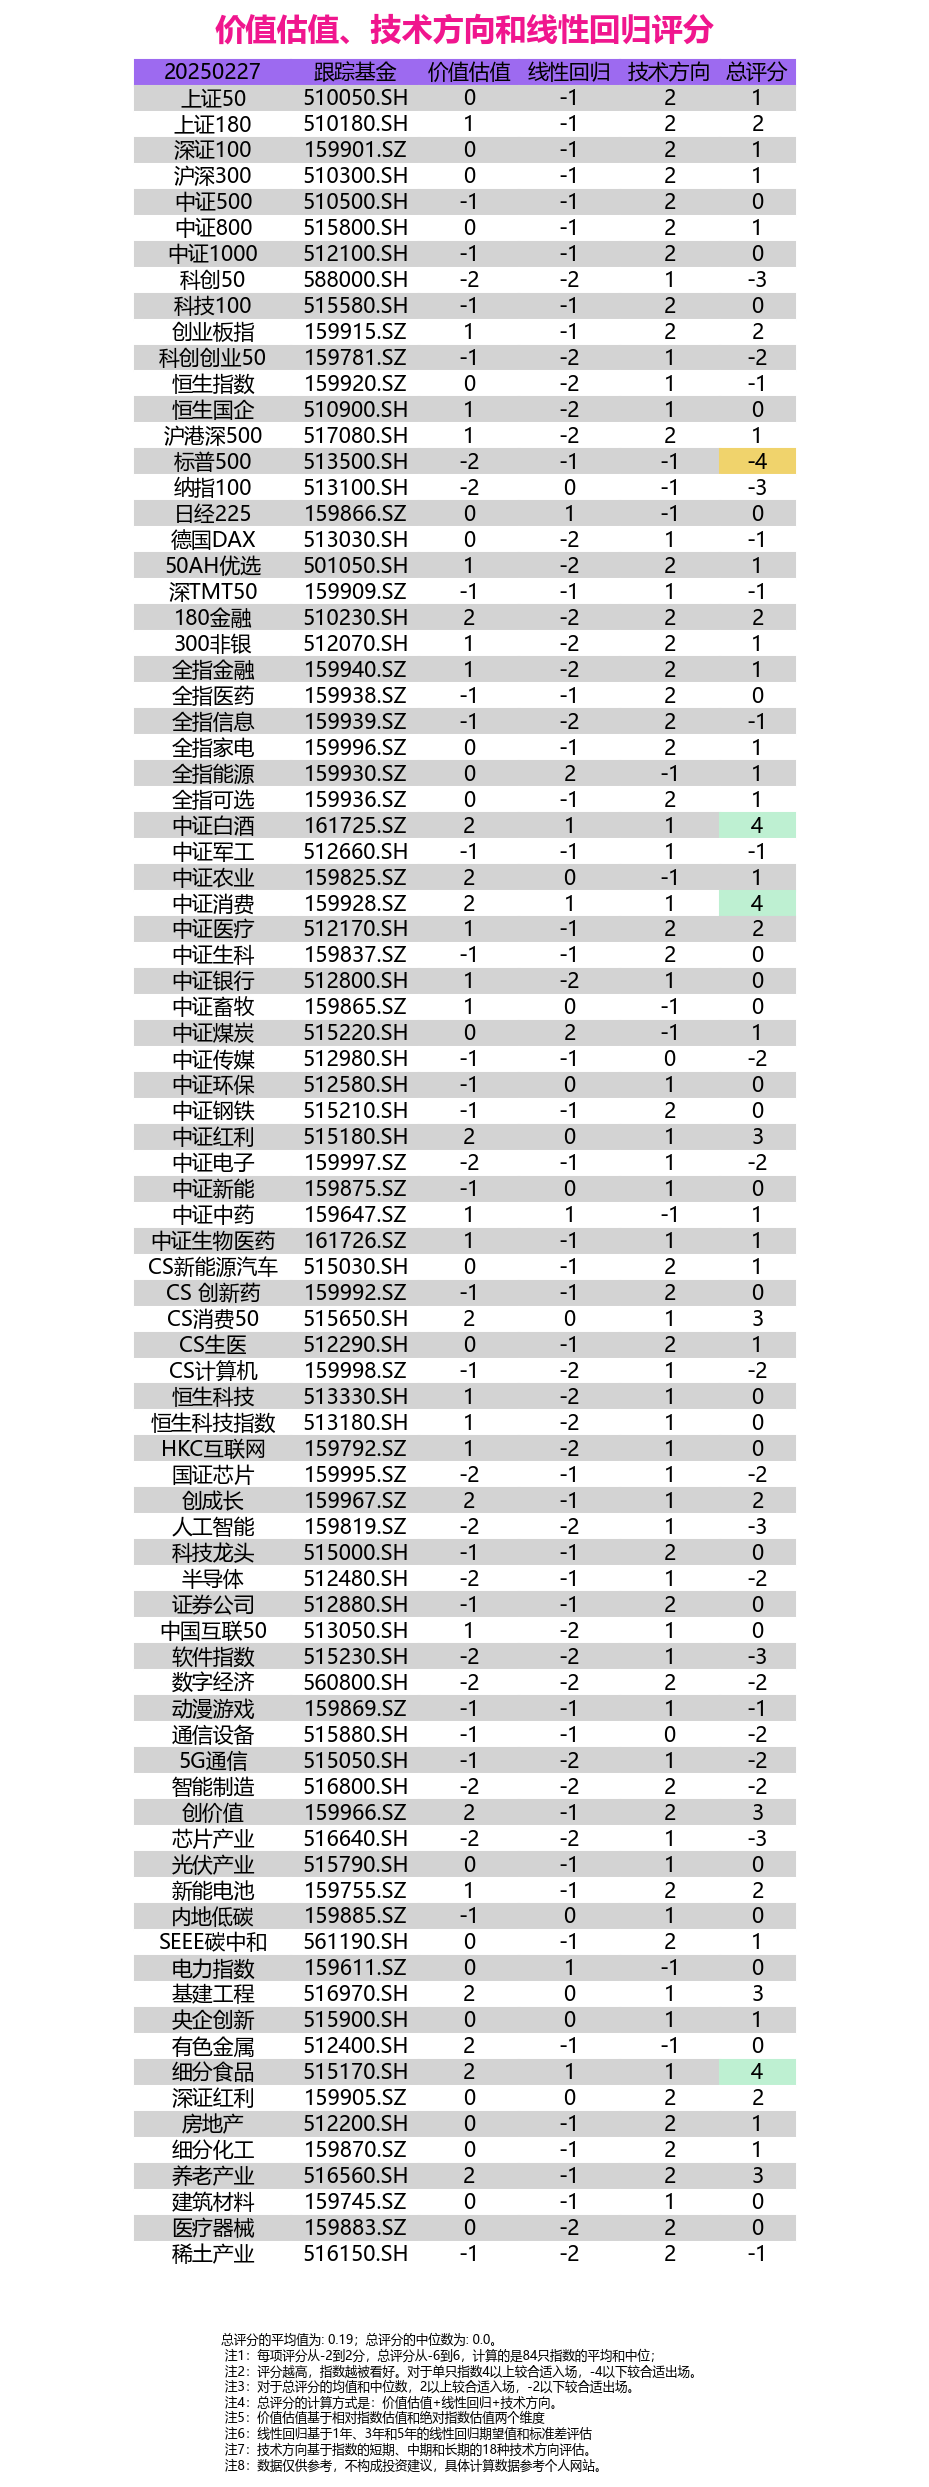 价值估值、技术方向和线性回归评分
20250227 跟踪基金 价值估值 线性回归 技术方向 总评分
上证50 510050.SH 0 -1 2 1
上证180 510180.SH 1 -1 2 2
深证100 159901.SZ 0 -1 2 1
沪深300 510300.SH 0 -1 2 1
中证500 510500.SH -1 -1 2 0
中证800 515800.SH 0 -1 2 1
中证1000 512100.SH -1 -1 2 0
科创50 588000.SH -2 -2 1 -3
科技100 515580.SH -1 -1 2 0
创业板指 159915.SZ 1 -1 2 2
科创创业50 159781.SZ -1 -2 1 -2
恒生指数 159920.SZ 0 -2 1 -1
恒生国企 510900.SH 1 -2 1 0
沪港深500 517080.SH 1 -2 2 1
标普500 513500.SH -2 -1 -1 -4
纳指100 513100.SH -2 0 -1 -3
日经225 159866.SZ 0 1 -1 0
德国DAX 513030.SH 0 -2 1 -1
50AH优选 501050.SH 1 -2 2 1
深TMT50 159909.SZ -1 -1 1 -1
180金融 510230.SH 2 -2 2 2
300非银 512070.SH 1 -2 2 1
全指金融 159940.SZ 1 -2 2 1
全指医药 159938.SZ -1 -1 2 0
全指信息 159939.SZ -1 -2 2 -1
全指家电 159996.SZ 0 -1 2 1
全指能源 159930.SZ 0 2 -1 1
全指可选 159936.SZ 0 -1 2 1
中证白酒 161725.SZ 2 1 1 4
中证军工 512660.SH -1 -1 1 -1
中证农业 159825.SZ 2 0 -1 1
中证消费 159928.SZ 2 1 1 4
中证医疗 512170.SH 1 -1 2 2
中证生科 159837.SZ -1 -1 2 0
中证银行 512800.SH 1 -2 1 0
中证畜牧 159865.SZ 1 0 -1 0
中证煤炭 515220.SH 0 2 -1 1
中证传媒 512980.SH -1 -1 0 -2
中证环保 512580.SH -1 0 1 0
中证钢铁 515210.SH -1 -1 2 0
中证红利 515180.SH 2 0 1 3
中证电子 159997.SZ -2 -1 1 -2
中证新能 159875.SZ -1 0 1 0
中证中药 159647.SZ 1 1 -1 1
中证生物医药 161726.SZ 1 -1 1 1
CS新能源汽车 515030.SH 0 -1 2 1
CS 创新药 159992.SZ -1 -1 2 0
CS消费50 515650.SH 2 0 1 3
CS生医 512290.SH 0 -1 2 1
CS计算机 159998.SZ -1 -2 1 -2
恒生科技 513330.SH 1 -2 1 0
恒生科技指数 513180.SH 1 -2 1 0
HKC互联网 159792.SZ 1 -2 1 0
国证芯片 159995.SZ -2 -1 1 -2
创成长 159967.SZ 2 -1 1 2
人工智能 159819.SZ -2 -2 1 -3
科技龙头 515000.SH -1 -1 2 0
半导体 512480.SH -2 -1 1 -2
证券公司 512880.SH -1 -1 2 0
中国互联50 513050.SH 1 -2 1 0
软件指数 515230.SH -2 -2 1 -3
数字经济 560800.SH -2 -2 2 -2
动漫游戏 159869.SZ -1 -1 1 -1
通信设备 515880.SH -1 -1 0 -2
5G通信 515050.SH -1 -2 1 -2
智能制造 516800.SH -2 -2 2 -2
创价值 159966.SZ 2 -1 2 3
芯片产业 516640.SH -2 -2 1 -3
光伏产业 515790.SH 0 -1 1 0
新能电池 159755.SZ 1 -1 2 2
内地低碳 159885.SZ -1 0 1 0
SEEE碳中和 561190.SH 0 -1 2 1
电力指数 159611.SZ 0 1 -1 0
基建工程 516970.SH 2 0 1 3
央企创新 515900.SH 0 0 1 1
有色金属 512400.SH 2 -1 -1 0
细分食品 515170.SH 2 1 1 4
深证红利 159905.SZ 0 0 2 2
房地产 512200.SH 0 -1 2 1
细分化工 159870.SZ 0 -1 2 1
养老产业 516560.SH 2 -1 2 3
建筑材料 159745.SZ 0 -1 1 0
医疗器械 159883.SZ 0 -2 2 0
稀土产业 516150.SH -1 -2 2 -1
总评分的平均值为: 0.19；总评分的中位数为: 0.0。
注1：每项评分从-2到2分，总评分从-6到6，计算的是84只指数的平均和中位；
注2：评分越高，指数越被看好。对于单只指数4以上较合适入场，-4以下较合适出场。
注3：对于总评分的均值和中位数，2以上较合适入场，-2以下较合适出场。
注4：总评分的计算方式是：价值估值+线性回归+技术方向。
注5：价值估值基于相对指数估值和绝对指数估值两个维度
注6：线性回归基于1年、3年和5年的线性回归期望值和标准差评估
注7：技术方向基于指数的短期、中期和长期的18种技术方向评估。
注8：数据仅供参考，不构成投资建议，具体计算数据参考个人网站。